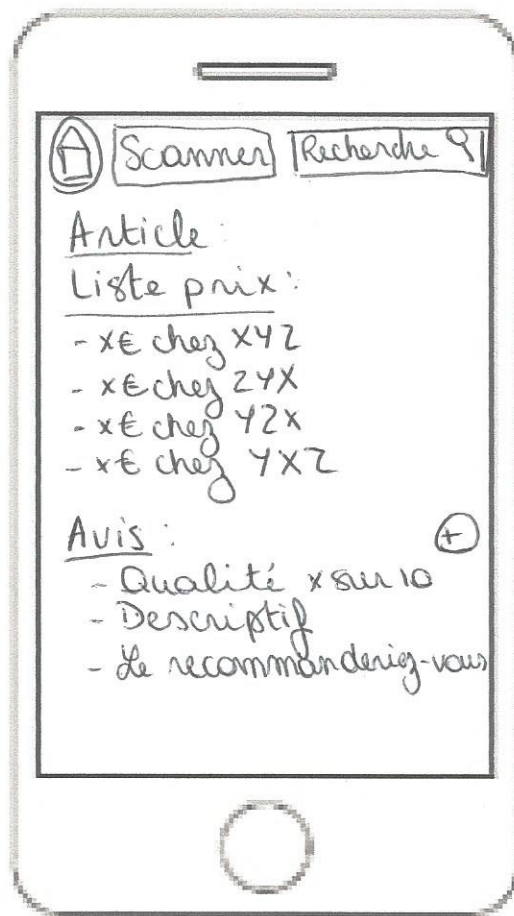 Scanner Recherche
Article :
Liste prix :
- x€ chez XYZ
- x€ chez ZYX
- x€ chez YZX
- x€ chez YXZ
Avis : +
- Qualité x sur 10
- Descriptif
- Le recommanderiez-vous